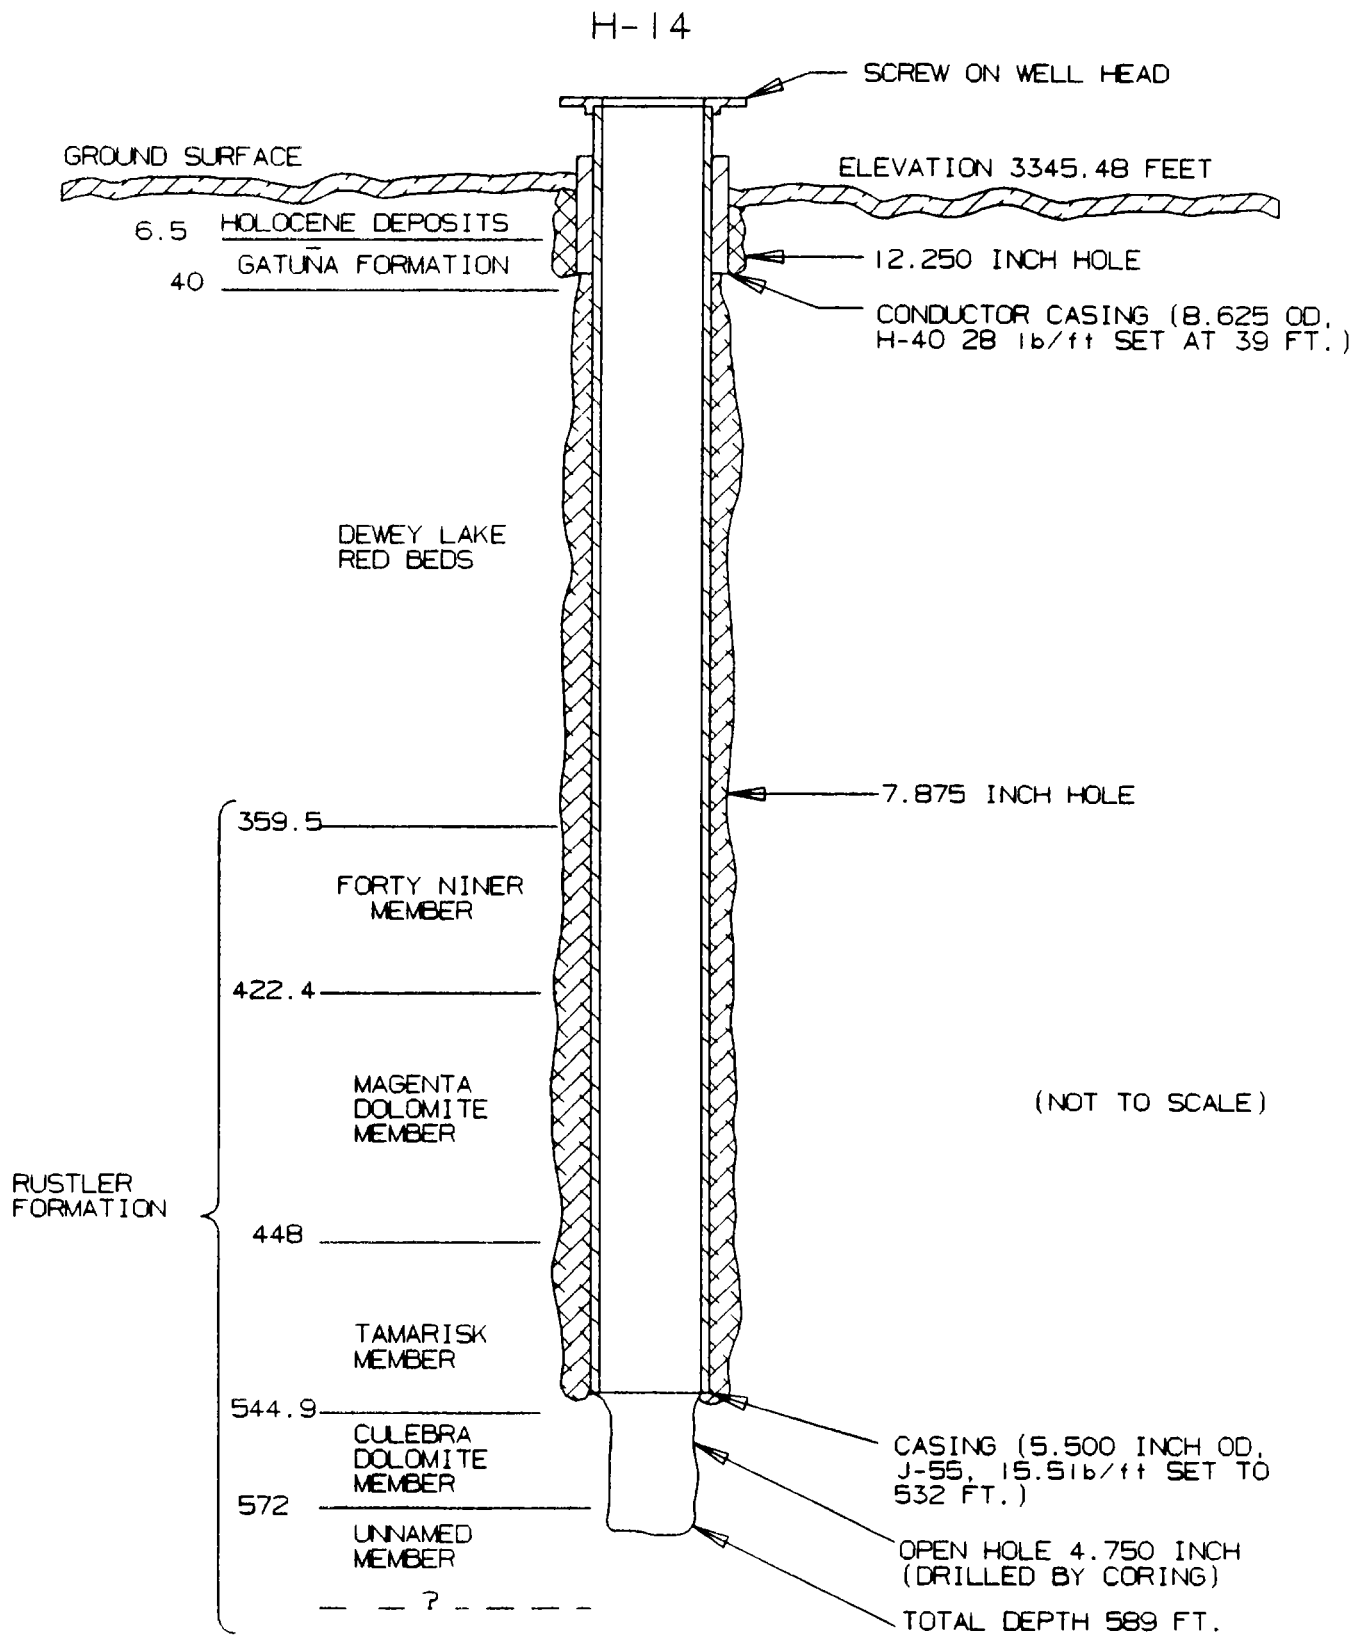 H-14
SCREW ON WELL HEAD
GROUND SURFACE
ELEVATION 3345.48 FEET
6.5 HOLOCENE DEPOSITS
GATUÑA FORMATION
40
12.250 INCH HOLE
CONDUCTOR CASING (8.625 OD,
H-40 28 lb/ft SET AT 39 FT.)
DEWEY LAKE
RED BEDS
7.875 INCH HOLE
359.5
FORTY NINER
MEMBER
422.4
MAGENTA
DOLOMITE
MEMBER
(NOT TO SCALE)
RUSTLER
FORMATION
448
TAMARISK
MEMBER
544.9
CULEBRA
DOLOMITE
MEMBER
CASING (5.500 INCH OD,
J-55, 15.5lb/ft SET TO
532 FT.)
572
UNNAMED
MEMBER
OPEN HOLE 4.750 INCH
(DRILLED BY CORING)
?
TOTAL DEPTH 589 FT.